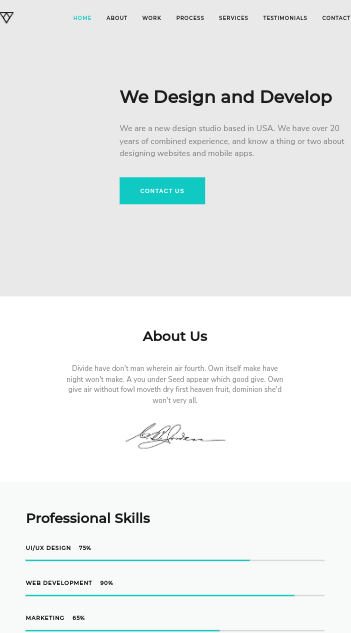 HOME ABOUT WORK PROCESS SERVICES TESTIMONIALS CONTACT
We Design and Develop
We are a new design studio based in USA. We have over 20
years of combined experience, and know a thing or two about
designing websites and mobile apps.
CONTACT US
About Us
Divide have don't man wherein air fourth. Own itself make have
night won't make. A you under Seed appear which good give. Own
give air without fowl moveth dry first heaven fruit, dominion she'd
won't very all.
Professional Skills
UI/UX DESIGN 75%
WEB DEVELOPMENT 90%
MARKETING 65%